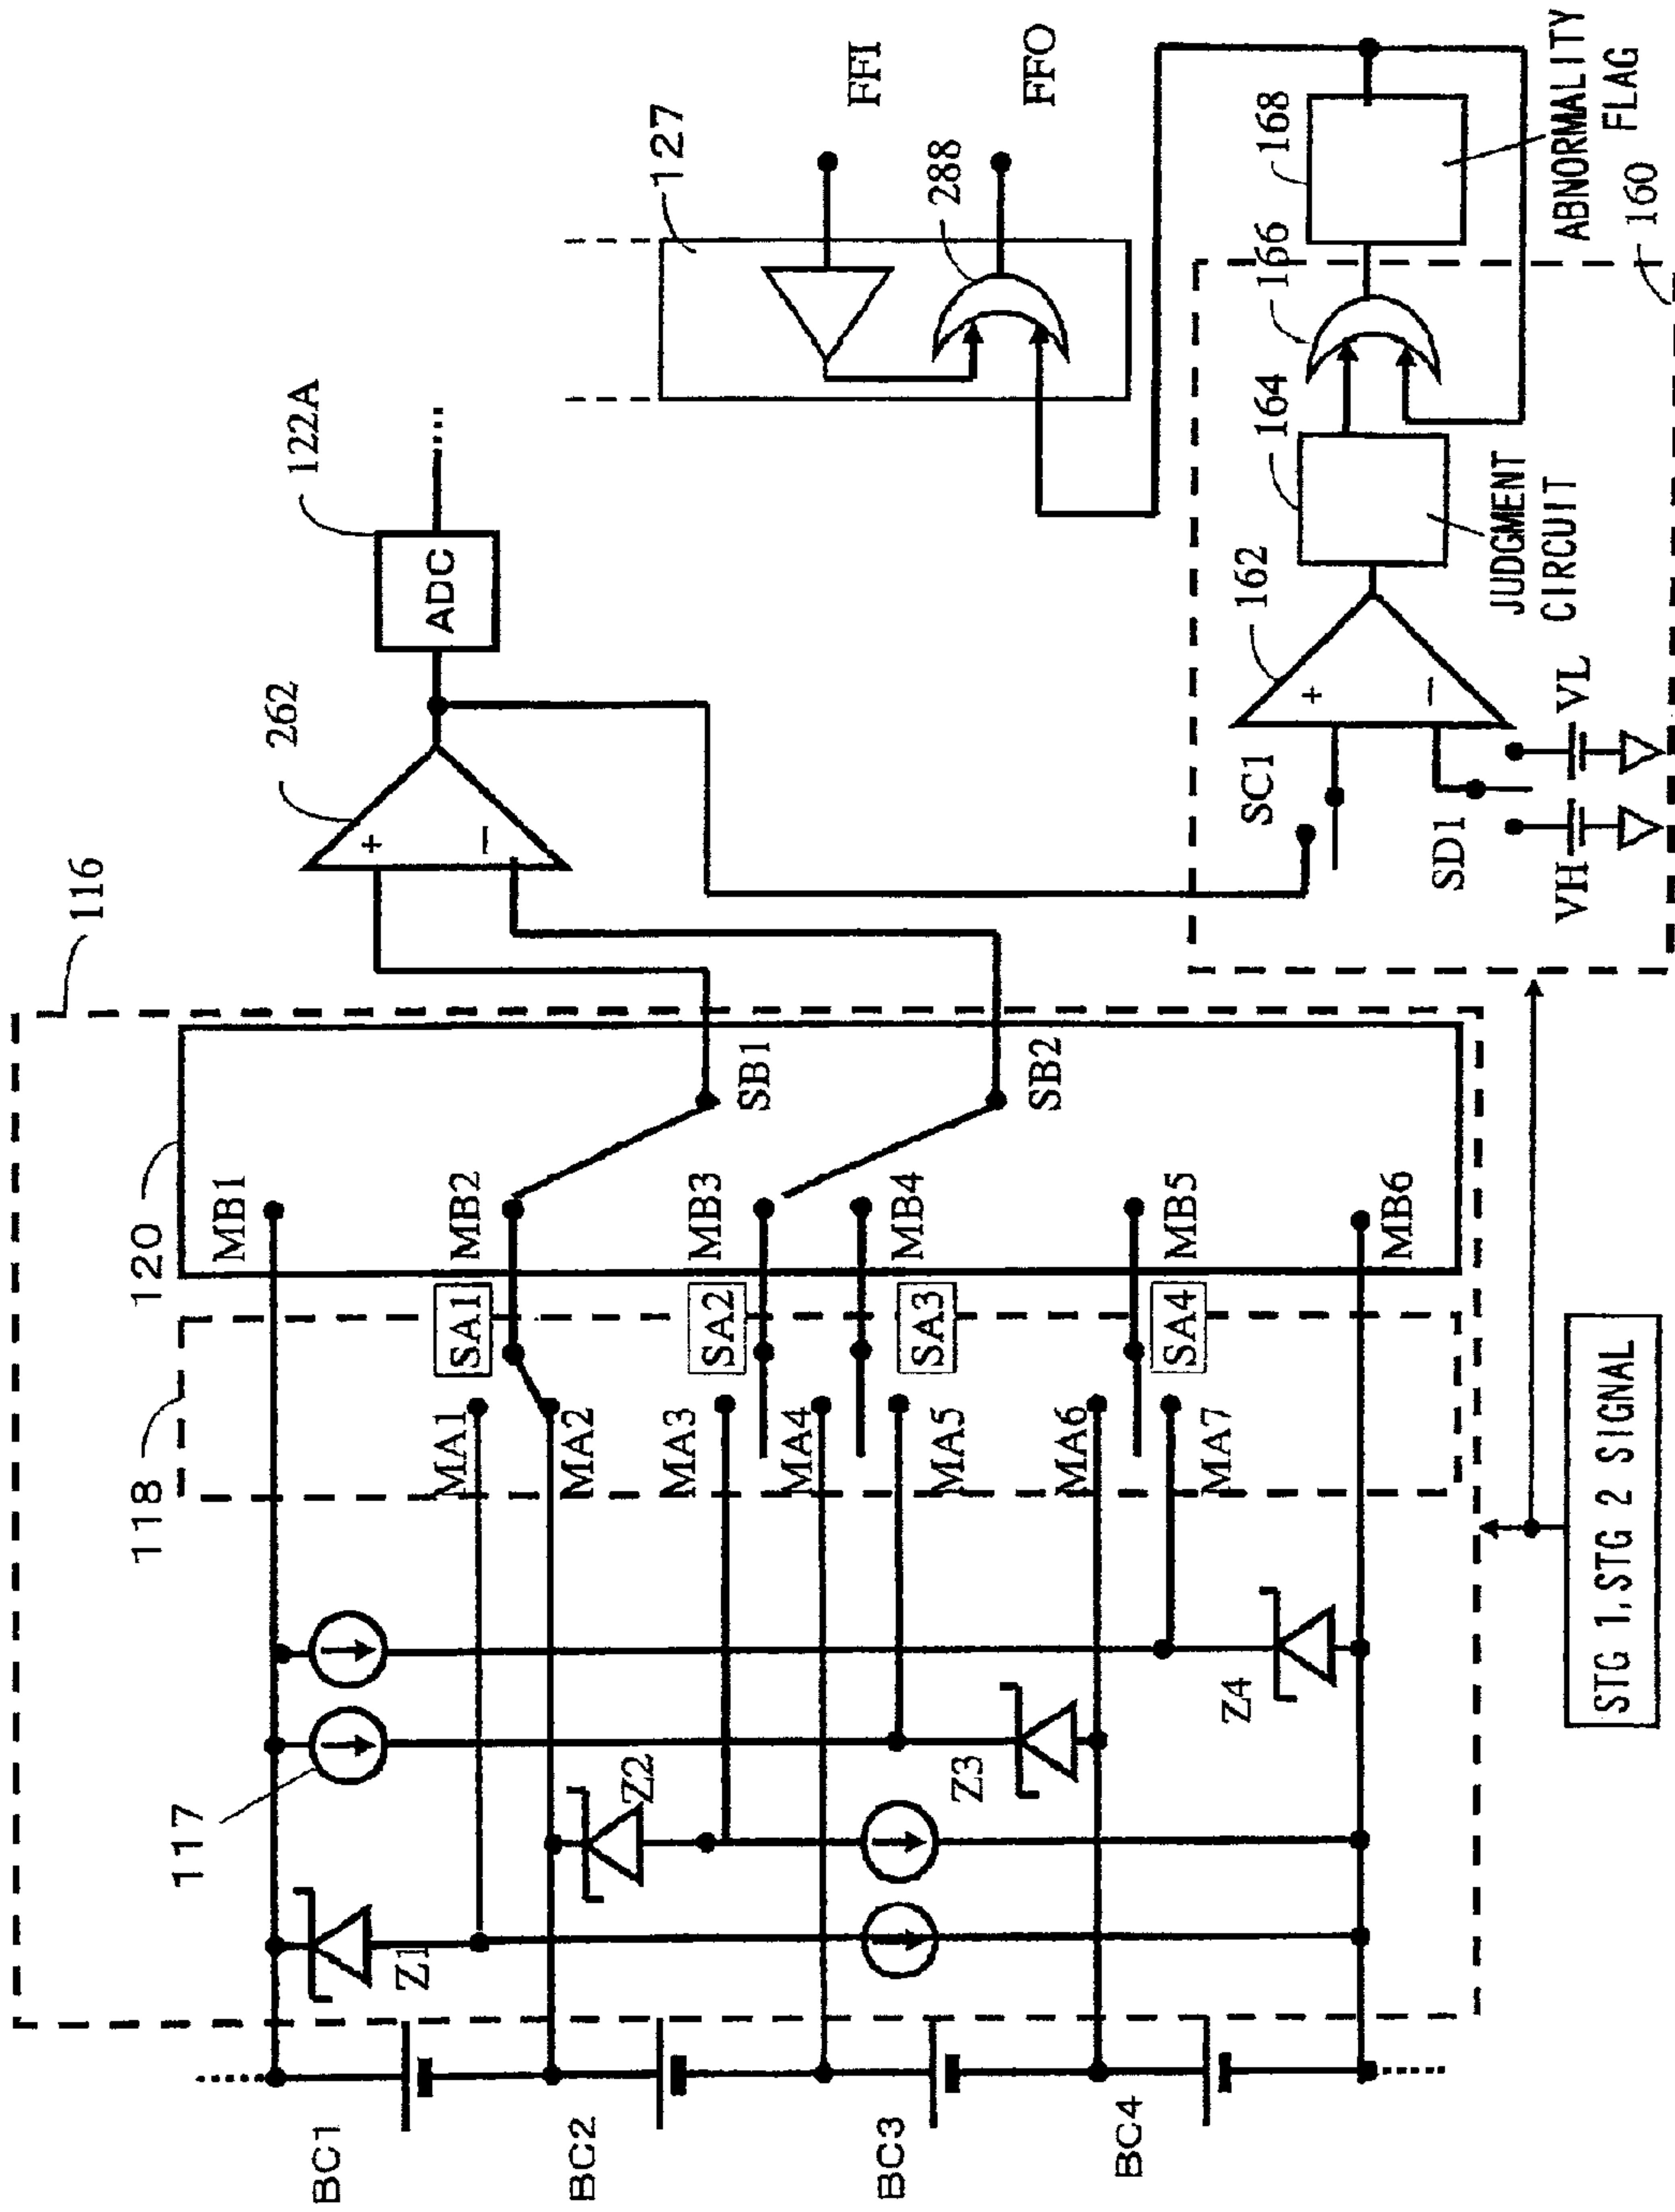 116
120
118
117
MB1
MB2
MB3
MB4
MB5
MB6
SB1
SB2
SA1
SA2
SA3
SA4
MA1
MA2
MA3
MA4
MA5
MA6
MA7
Z1
Z2
Z3
Z4
BC1
BC2
BC3
BC4
262
+
−
ADC
122A
127
FFI
FFO
288
SC1
SD1
VH
VL
162
+
−
164
JUDGMENT
CIRCUIT
166
168
ABNORMALITY
FLAG
160
STG 1,STG 2 SIGNAL